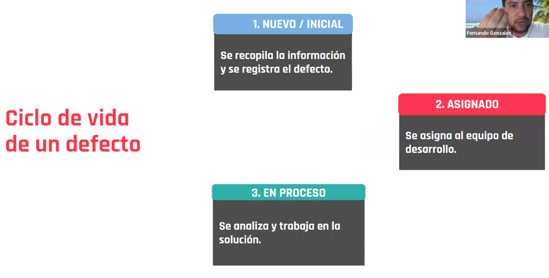 Ciclo de vida
de un defecto
1. NUEVO / INICIAL
Se recopila la información
y se registra el defecto.
2. ASIGNADO
Se asigna al equipo de
desarrollo.
3. EN PROCESO
Se analiza y trabaja en la
solución.
Fernando Gonzalez